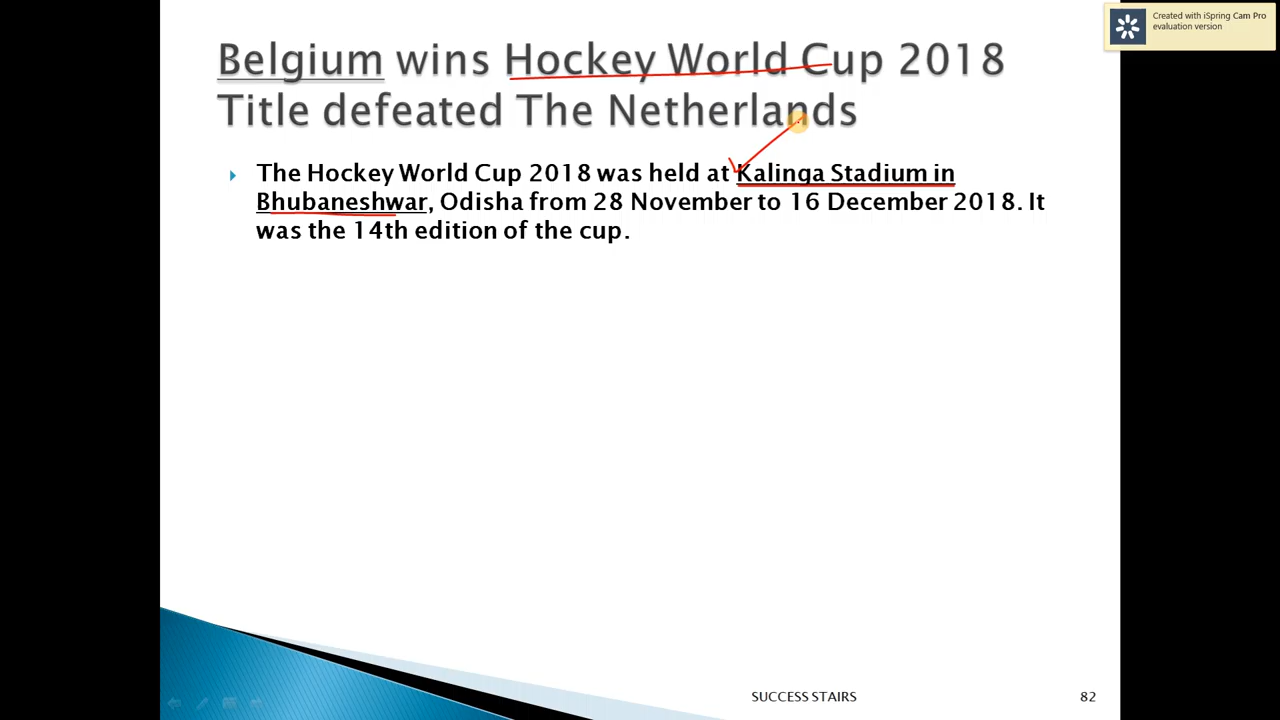 Created with iSpring Cam Pro
evaluation version
Belgium wins Hockey World Cup 2018
Title defeated The Netherlands
The Hockey World Cup 2018 was held at Kalinga Stadium in
Bhubaneshwar, Odisha from 28 November to 16 December 2018. It
was the 14th edition of the cup.
SUCCESS STAIRS
82